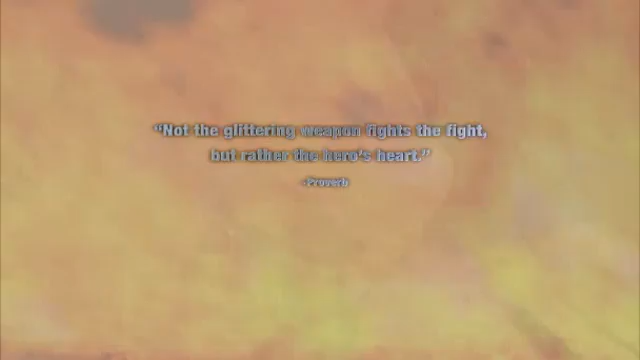 “Not the glittering weapon fights the fight,
but rather the hero's heart.”
-Proverb